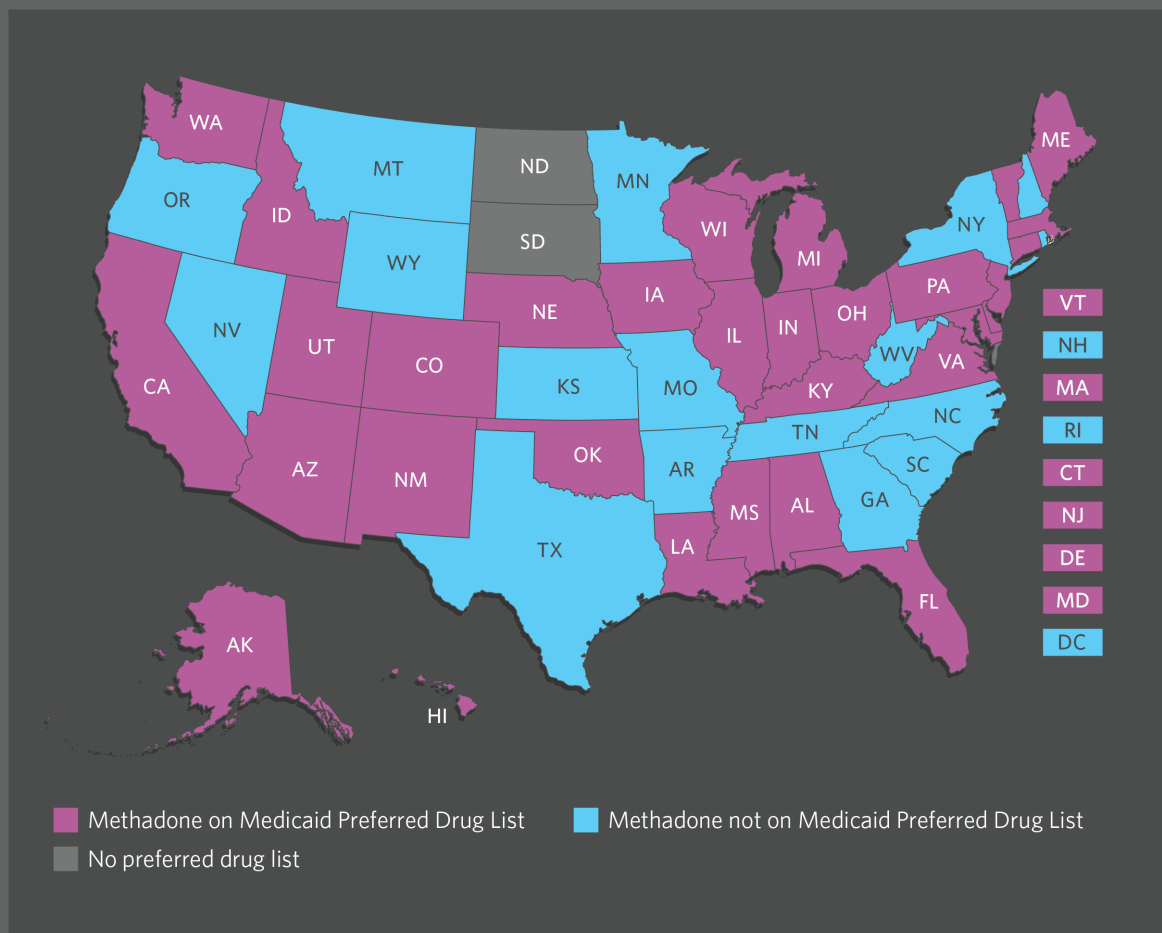 WA
ME
MT
ND
MN
OR
ID
NY
WI
SD
MI
WY
PA
IA
VT
NE
OH
NV
IN
IL
NH
UT
WV
VA
CO
CA
KS
MO
MA
KY
NC
RI
TN
OK
SC
AZ
AR
CT
NM
GA
MS
AL
NJ
TX
LA
DE
FL
MD
AK
DC
HI
Methadone on Medicaid Preferred Drug List
Methadone not on Medicaid Preferred Drug List
No preferred drug list